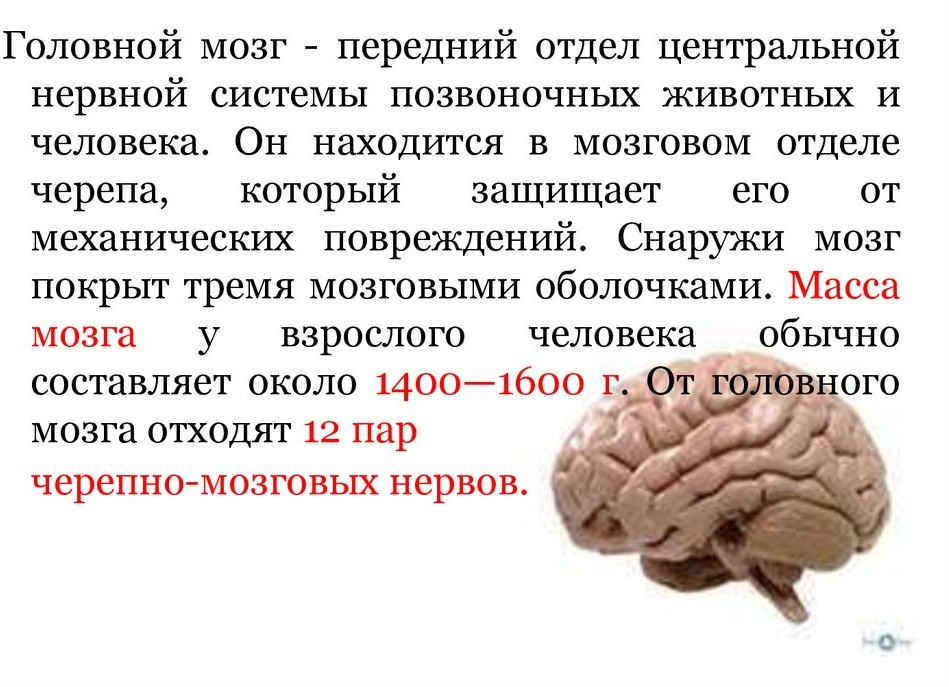 Головной мозг - передний отдел центральной
нервной системы позвоночных животных и
человека. Он находится в мозговом отделе
черепа, который защищает его от
механических повреждений. Снаружи мозг
покрыт тремя мозговыми оболочками. Масса
мозга у взрослого человека обычно
составляет около 1400—1600 г. От головного
мозга отходят 12 пар
черепно-мозговых нервов.